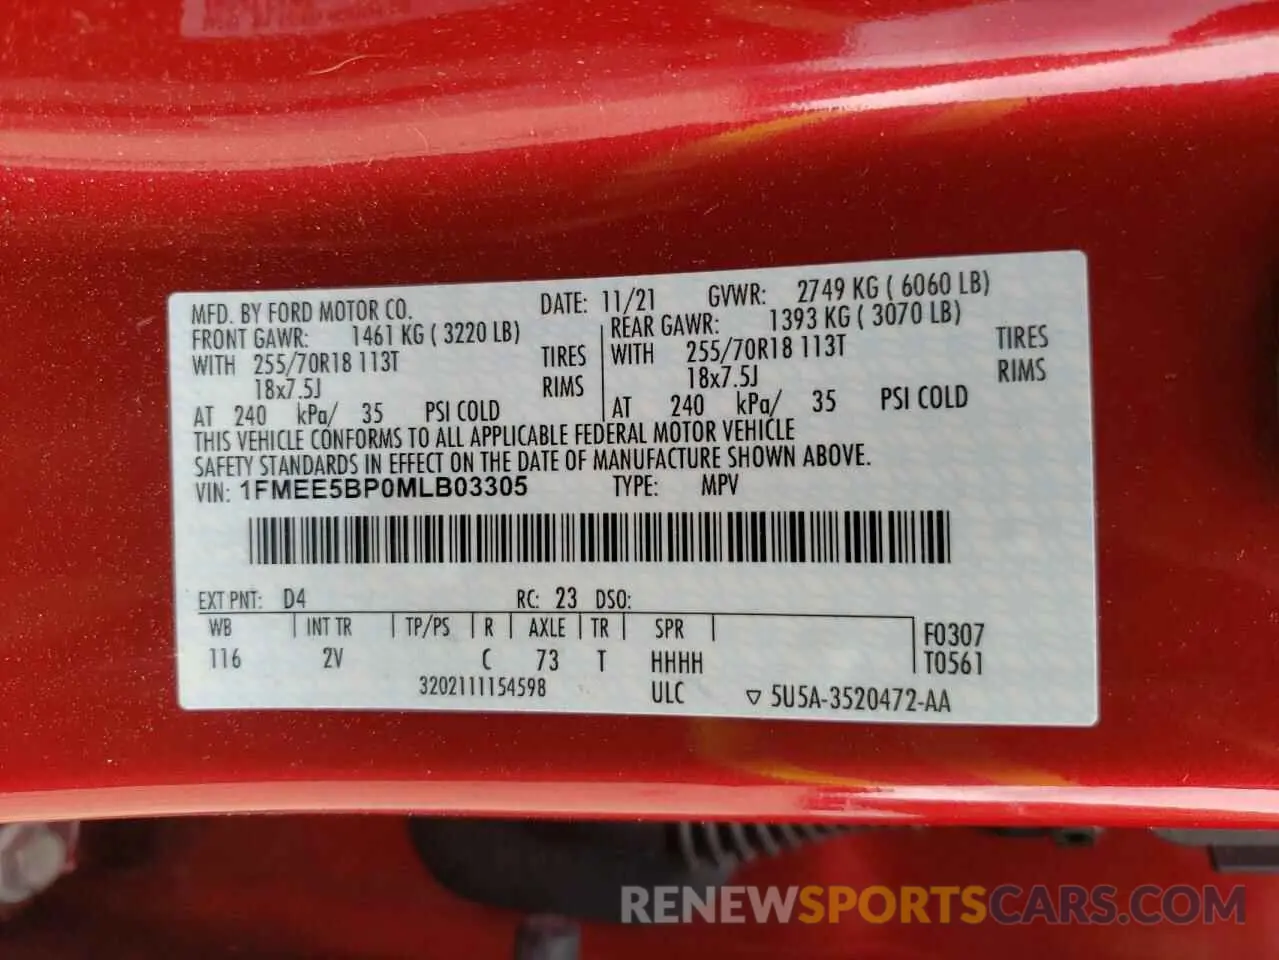 MFD. BY FORD MOTOR CO. DATE: 11/21 GVWR: 2749 KG ( 6060 LB)
FRONT GAWR: 1461 KG ( 3220 LB) REAR GAWR: 1393 KG ( 3070 LB)
WITH 255/70R18 113T TIRES WITH 255/70R18 113T TIRES
18x7.5J RIMS 18x7.5J RIMS
AT 240 kPa/ 35 PSI COLD AT 240 kPa/ 35 PSI COLD
THIS VEHICLE CONFORMS TO ALL APPLICABLE FEDERAL MOTOR VEHICLE
SAFETY STANDARDS IN EFFECT ON THE DATE OF MANUFACTURE SHOWN ABOVE.
VIN: 1FMEE5BP0MLB03305 TYPE: MPV
EXT PNT: D4 RC: 23 DSO:
WB INT TR TP/PS R AXLE TR SPR F0307
116 2V C 73 T HHHH T0561
3202111154598 ULC ▽ 5U5A-3520472-AA
RENEWSPORTSCARS.COM